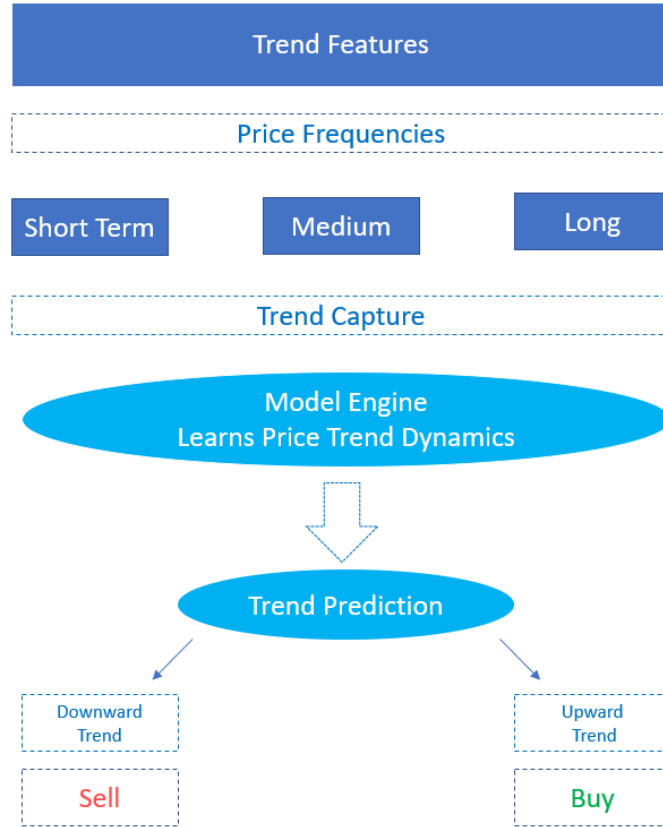 Trend Features
Price Frequencies
Short Term
Medium
Long
Trend Capture
Model Engine
Learns Price Trend Dynamics
Trend Prediction
Downward
Trend
Upward
Trend
Sell
Buy